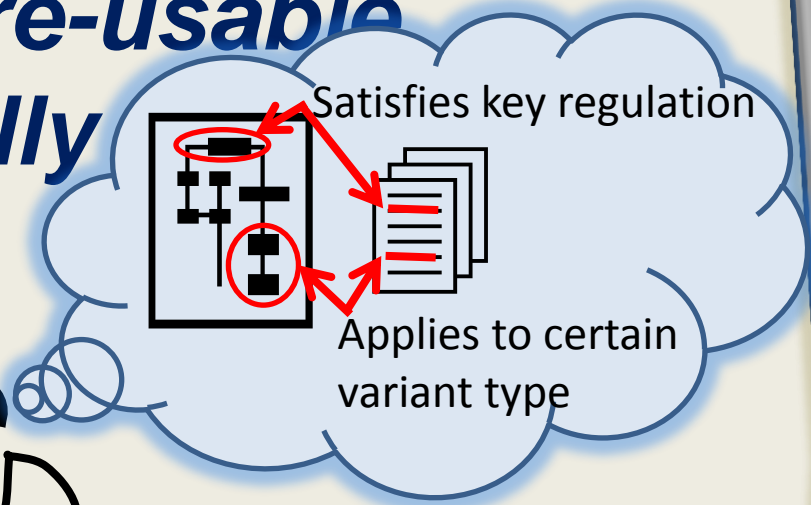 re-usable
lly
Satisfies key regulation
Applies to certain
variant type